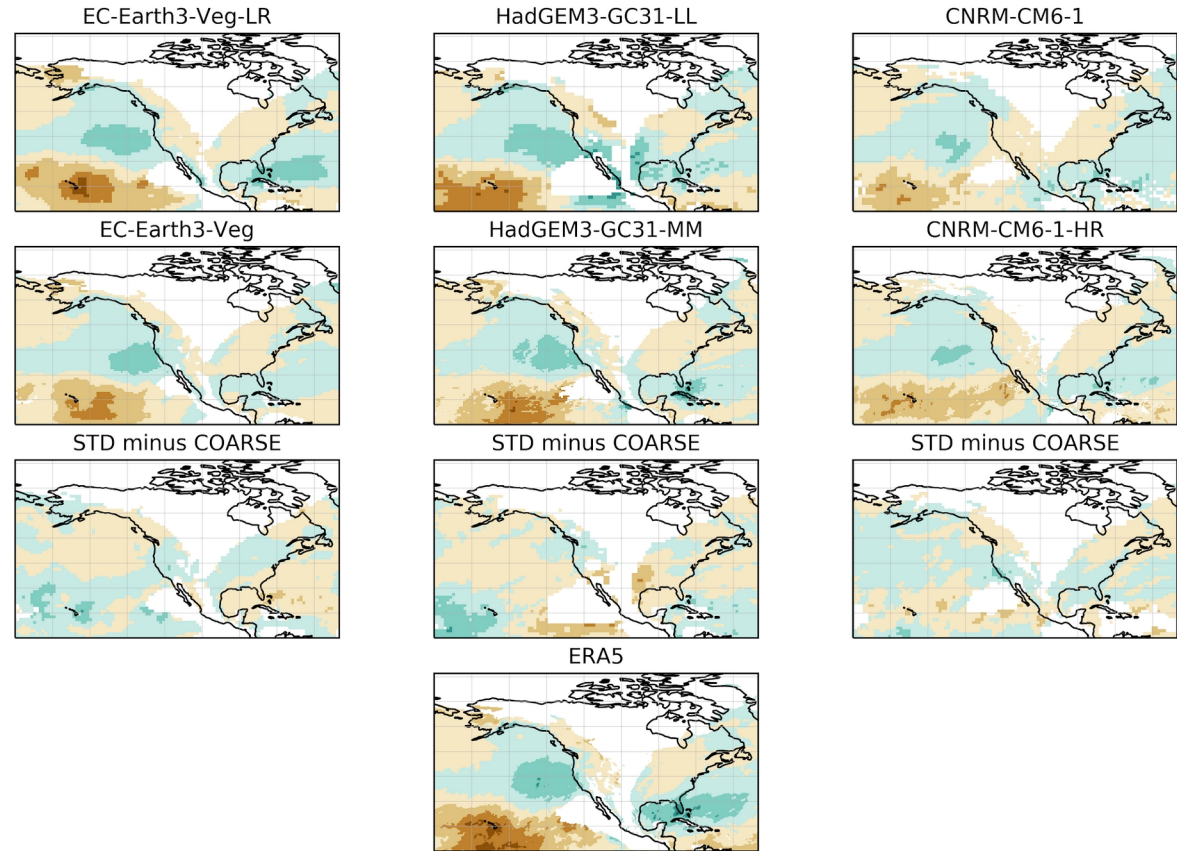 EC-Earth3-Veg-LR
HadGEM3-GC31-LL
CNRM-CM6-1
EC-Earth3-Veg
HadGEM3-GC31-MM
CNRM-CM6-1-HR
STD minus COARSE
STD minus COARSE
STD minus COARSE
ERA5